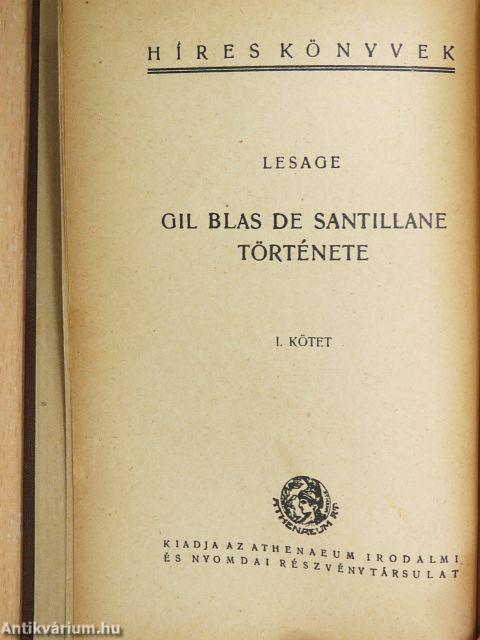 HÍRES KÖNYVEK
LESAGE
GIL BLAS DE SANTILLANE
TÖRTÉNETE
I. KÖTET
ATHENAEUM RT.
KIADJA AZ ATHENAEUM IRODALMI
ÉS NYOMDAI RÉSZVÉNYTÁRSULAT
Antikvárium.hu